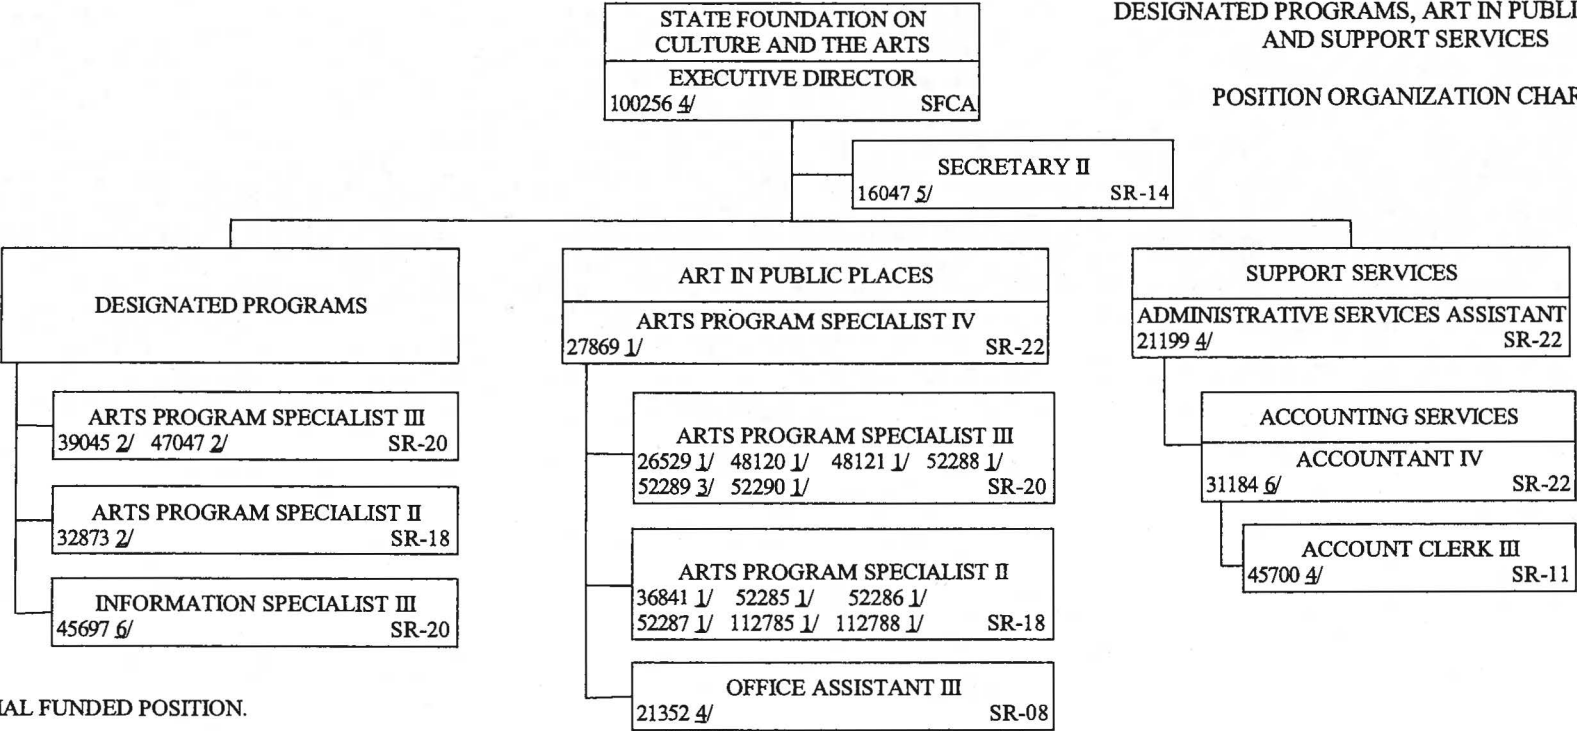 STATE FOUNDATION ON
CULTURE AND THE ARTS
EXECUTIVE DIRECTOR
100256 4/ SFCA
DESIGNATED PROGRAMS, ART IN PUBLI
AND SUPPORT SERVICES
POSITION ORGANIZATION CHAR
SECRETARY II
16047 5/ SR-14
DESIGNATED PROGRAMS
ARTS PROGRAM SPECIALIST III
39045 2/ 47047 2/ SR-20
ARTS PROGRAM SPECIALIST II
32873 2/ SR-18
INFORMATION SPECIALIST III
45697 6/ SR-20
ART IN PUBLIC PLACES
ARTS PROGRAM SPECIALIST IV
27869 1/ SR-22
ARTS PROGRAM SPECIALIST III
26529 1/ 48120 1/ 48121 1/ 52288 1/
52289 3/ 52290 1/ SR-20
ARTS PROGRAM SPECIALIST II
36841 1/ 52285 1/ 52286 1/
52287 1/ 112785 1/ 112788 1/ SR-18
OFFICE ASSISTANT III
21352 4/ SR-08
SUPPORT SERVICES
ADMINISTRATIVE SERVICES ASSISTANT
21199 4/ SR-22
ACCOUNTING SERVICES
ACCOUNTANT IV
31184 6/ SR-22
ACCOUNT CLERK III
45700 4/ SR-11
IAL FUNDED POSITION.